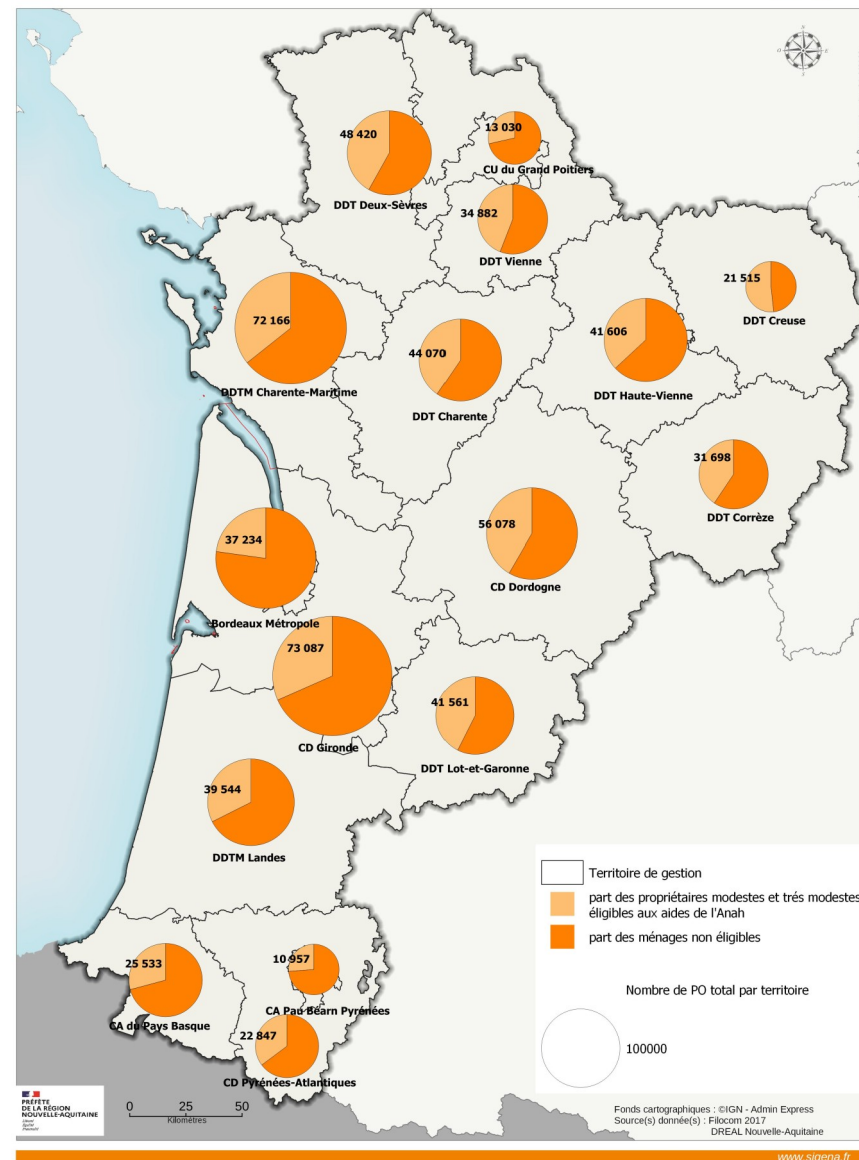 48 420
DDT Deux-Sèvres
13 030
CU du Grand Poitiers
34 882
DDT Vienne
21 515
DDT Creuse
72 166
DDTM Charente-Maritime
44 070
DDT Charente
41 606
DDT Haute-Vienne
31 698
DDT Corrèze
56 078
CD Dordogne
37 234
Bordeaux Métropole
73 087
CD Gironde
41 561
DDT Lot-et-Garonne
39 544
DDTM Landes
25 533
CA du Pays Basque
10 957
CA Pau Béarn Pyrénées
22 847
CD Pyrénées-Atlantiques
Territoire de gestion
part des propriétaires modestes et trés modestes
éligibles aux aides de l'Anah
part des ménages non éligibles
Nombre de PO total par territoire
100000
PRÉFÈTE
DE LA RÉGION
NOUVELLE-AQUITAINE
0 25 50
Kilomètres
Fonds cartographiques : ©IGN - Admin Express
Source(s) donnée(s) : Filocom 2017
DREAL Nouvelle-Aquitaine
www.sigena.fr